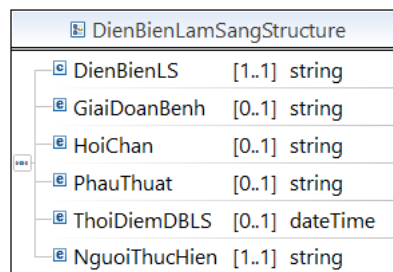 DienBienLamSangStructure
DienBienLS [1..1] string
GiaiDoanBenh [0..1] string
HoiChan [0..1] string
PhauThuat [0..1] string
ThoiDiemDBLS [0..1] dateTime
NguoiThucHien [1..1] string